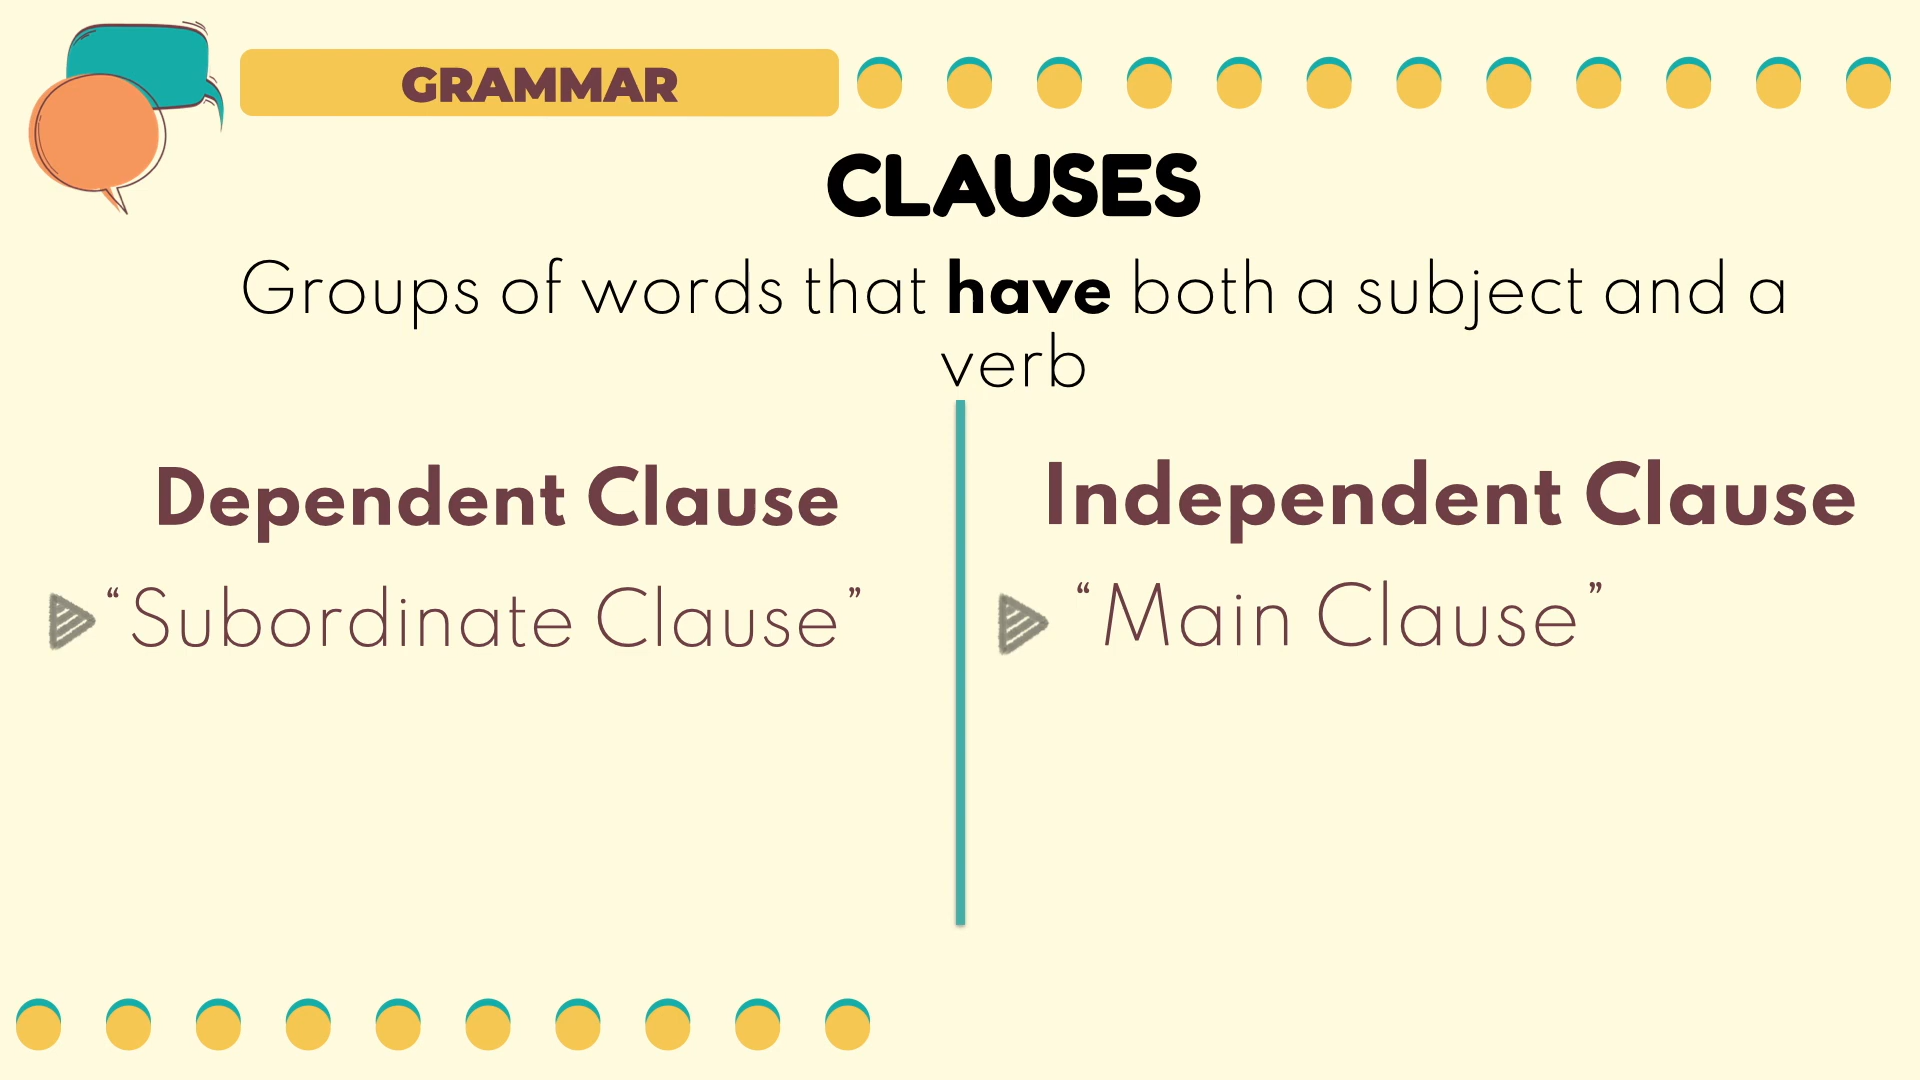 GRAMMAR
CLAUSES
Groups of words that have both a subject and a
verb
Dependent Clause
“Subordinate Clause”
Independent Clause
“Main Clause”